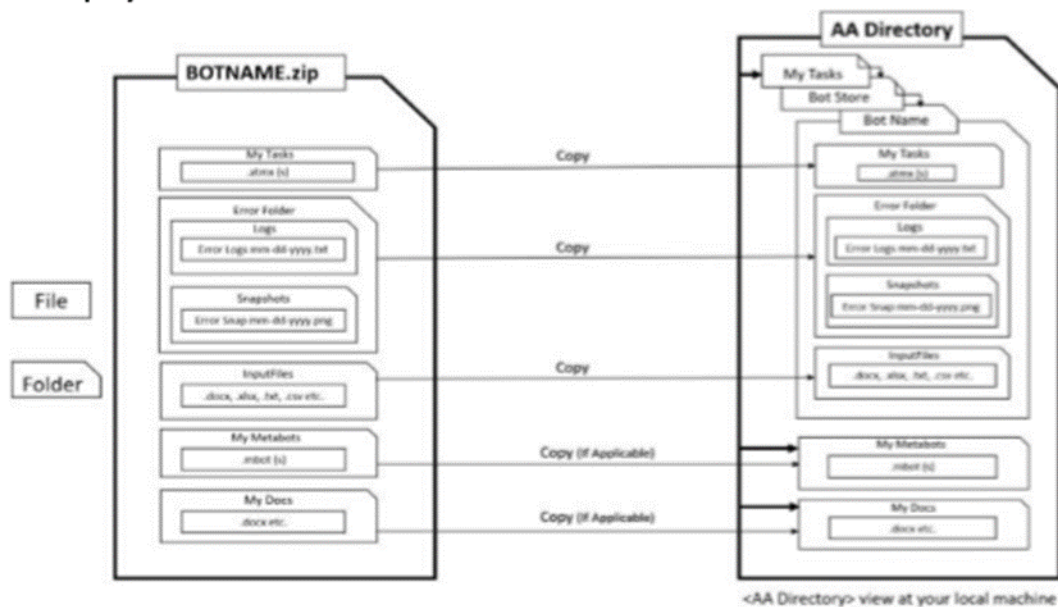 AA Directory
BOTNAME.zip
My Tasks
Bot Store
Bot Name
My Tasks
.atmx (s)
Copy
My Tasks
.atmx (s)
Error Folder
Logs
Error Logs mm-dd-yyyy.txt
Copy
Error Folder
Logs
Error Logs mm-dd-yyyy.txt
File
Snapshots
Error Snap mm-dd-yyyy.png
Snapshots
Error Snap mm-dd-yyyy.png
Folder
InputFiles
.docx, .xlsx, .txt, .csv etc.
Copy
InputFiles
.docx, .xlsx, .txt, .csv etc.
My Metabots
.mbot (s)
Copy (If Applicable)
My Metabots
.mbot (s)
My Docs
.docx etc.
Copy (If Applicable)
My Docs
.docx etc.
<AA Directory> view at your local machine